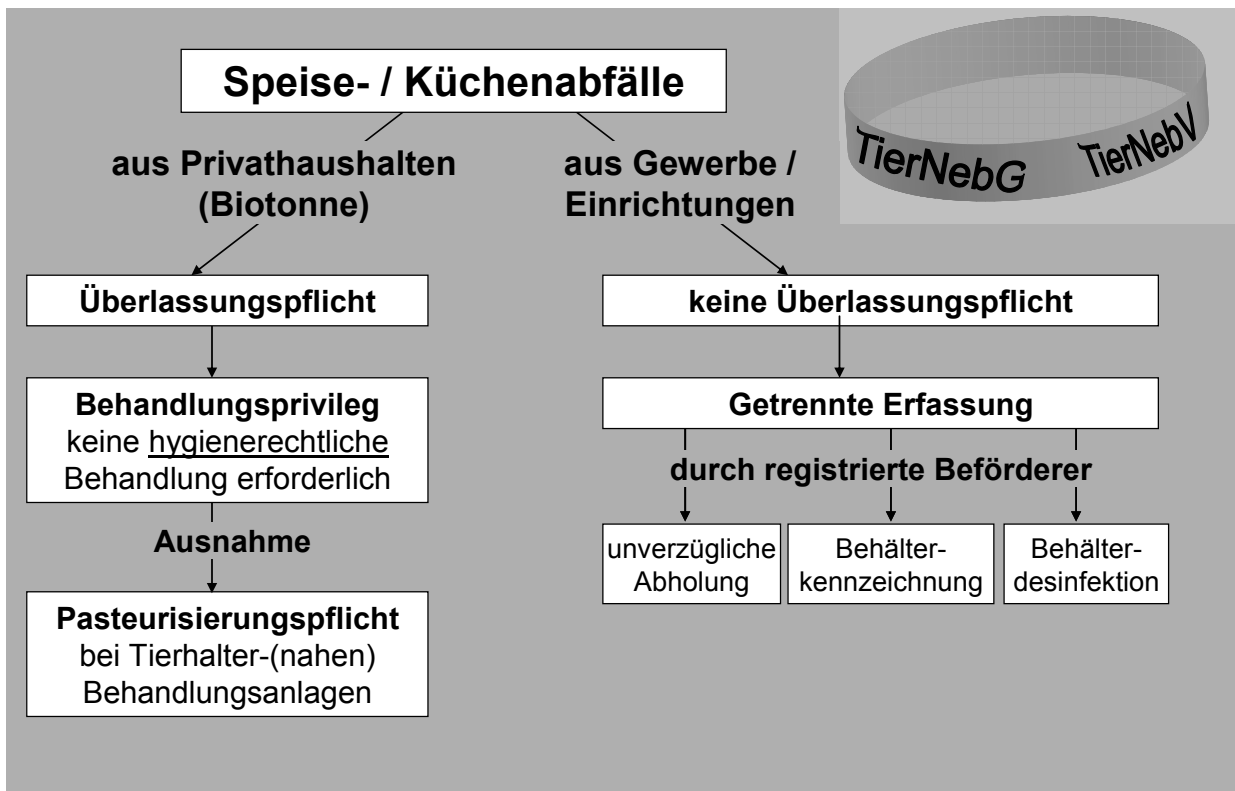 Speise- / Küchenabfälle
TierNebG TierNebV
aus Privathaushalten
(Biotonne)
aus Gewerbe /
Einrichtungen
Überlassungspflicht
keine Überlassungspflicht
Behandlungsprivileg
keine hygienerechtliche
Behandlung erforderlich
Getrennte Erfassung
durch registrierte Beförderer
Ausnahme
unverzügliche
Abholung
Behälter-
kennzeichnung
Behälter-
desinfektion
Pasteurisierungspflicht
bei Tierhalter-(nahen)
Behandlungsanlagen